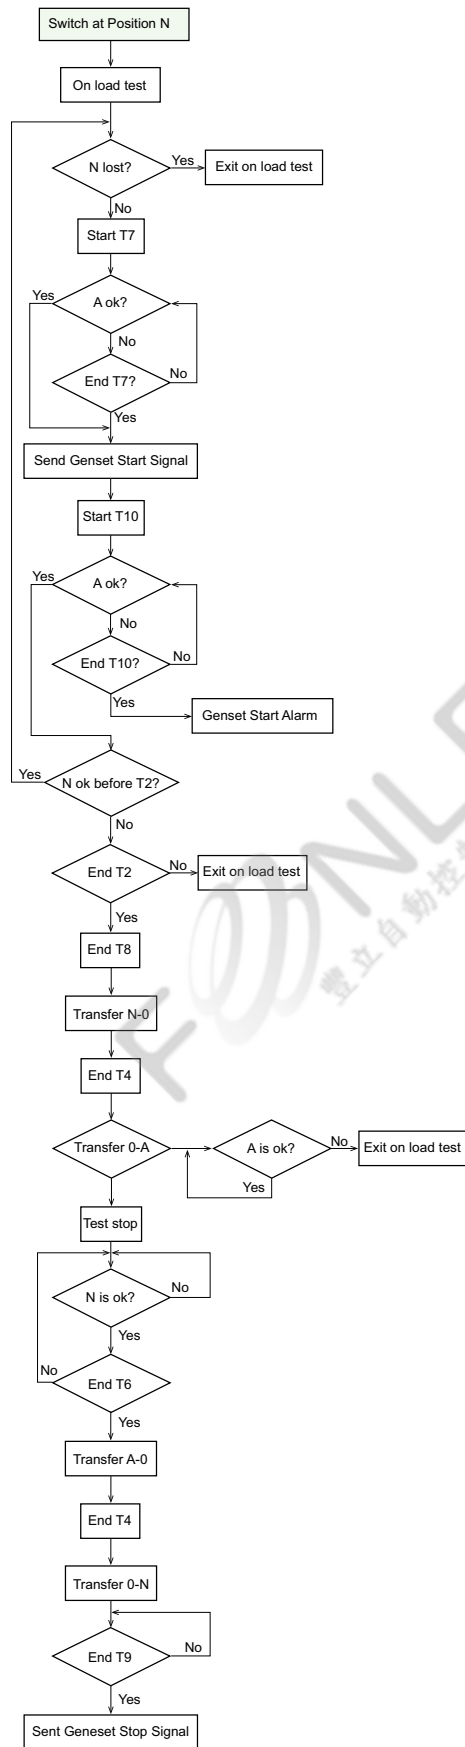 Switch at Position N
On load test
N lost?
Yes
Exit on load test
No
Start T7
Yes
A ok?
No
End T7?
No
Yes
Send Genset Start Signal
Start T10
Yes
A ok?
No
End T10?
No
Yes
Genset Start Alarm
Yes
N ok before T2?
No
End T2
No
Exit on load test
Yes
End T8
Transfer N-0
End T4
Transfer 0-A
A is ok?
No
Exit on load test
Yes
Test stop
N is ok?
No
Yes
No
End T6
Yes
Transfer A-0
End T4
Transfer 0-N
End T9
No
Yes
Sent Geneset Stop Signal